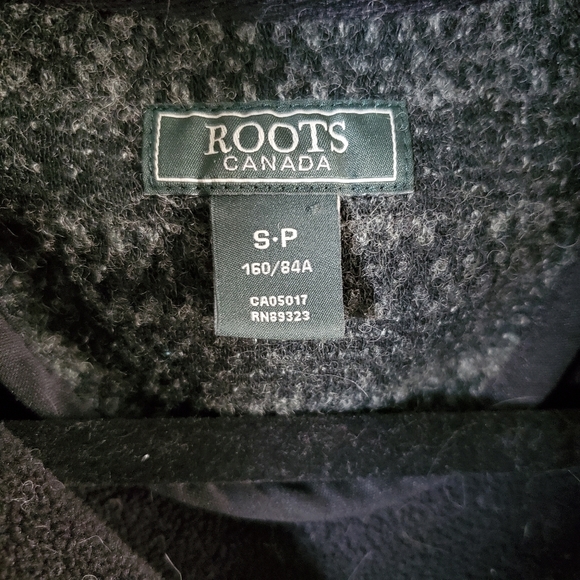 ROOTS
CANADA
S·P
160/84A
CA05017
RN89323